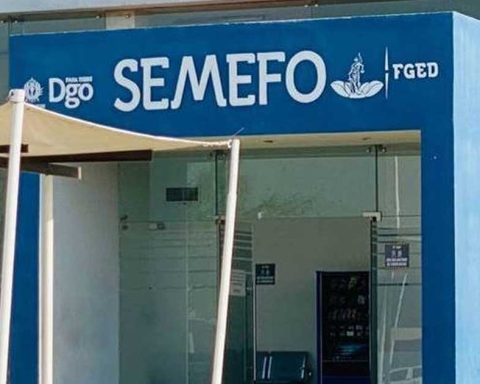 PARA TODOS
Dgo
SEMEFO
FGED